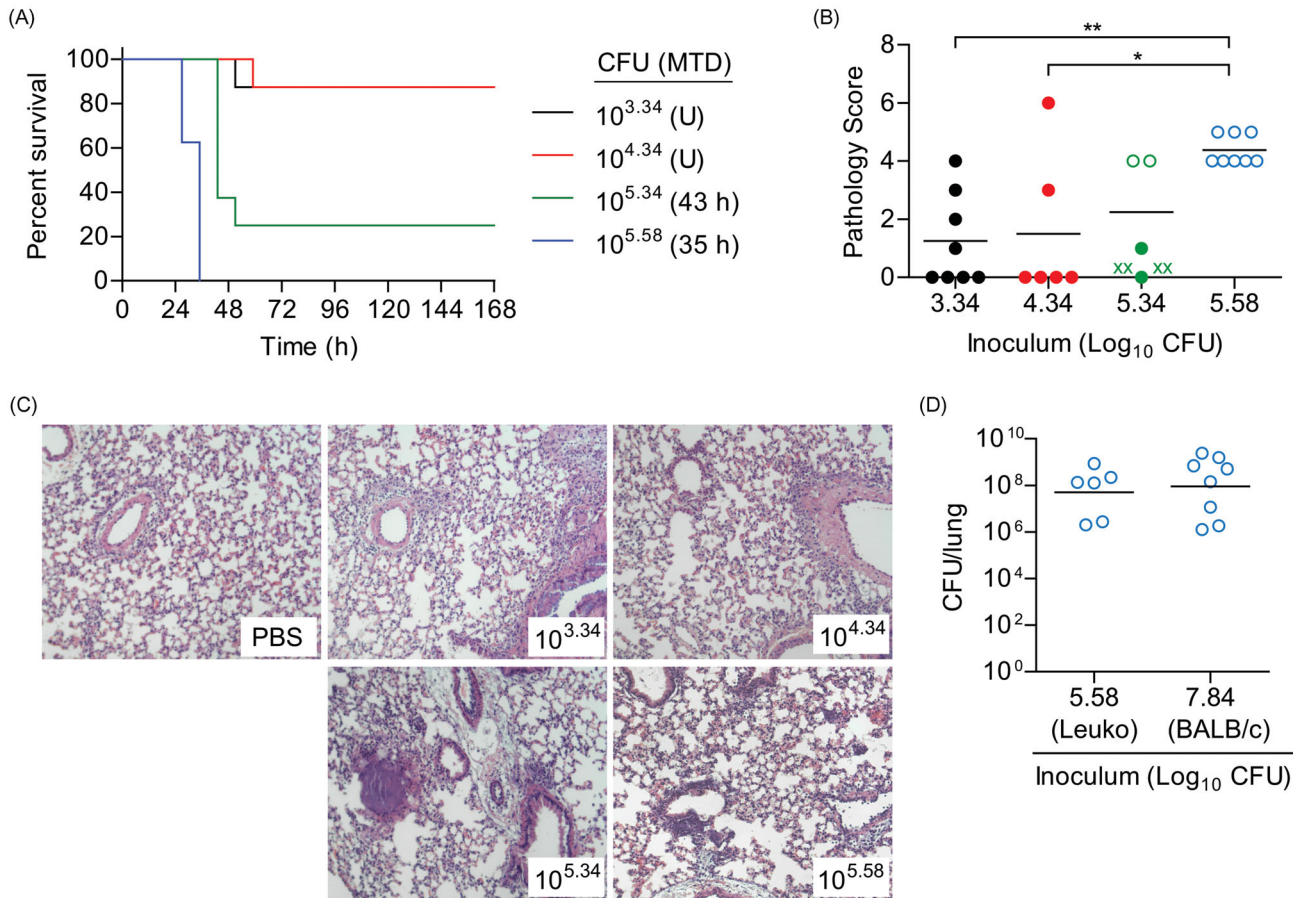 (A)
Percent survival
100
80
60
40
20
0
0 24 48 72 96 120 144 168
Time (h)
CFU (MTD)
10^3.34 (U)
10^4.34 (U)
10^5.34 (43 h)
10^5.58 (35 h)
(B)
Pathology Score
8
6
4
2
0
**
*
xx xx
3.34 4.34 5.34 5.58
Inoculum (Log₁₀ CFU)
(C)
PBS
10^3.34
10^4.34
10^5.34
10^5.58
(D)
CFU/lung
10^10
10^8
10^6
10^4
10^2
10^0
5.58 7.84
(Leuko) (BALB/c)
Inoculum (Log₁₀ CFU)